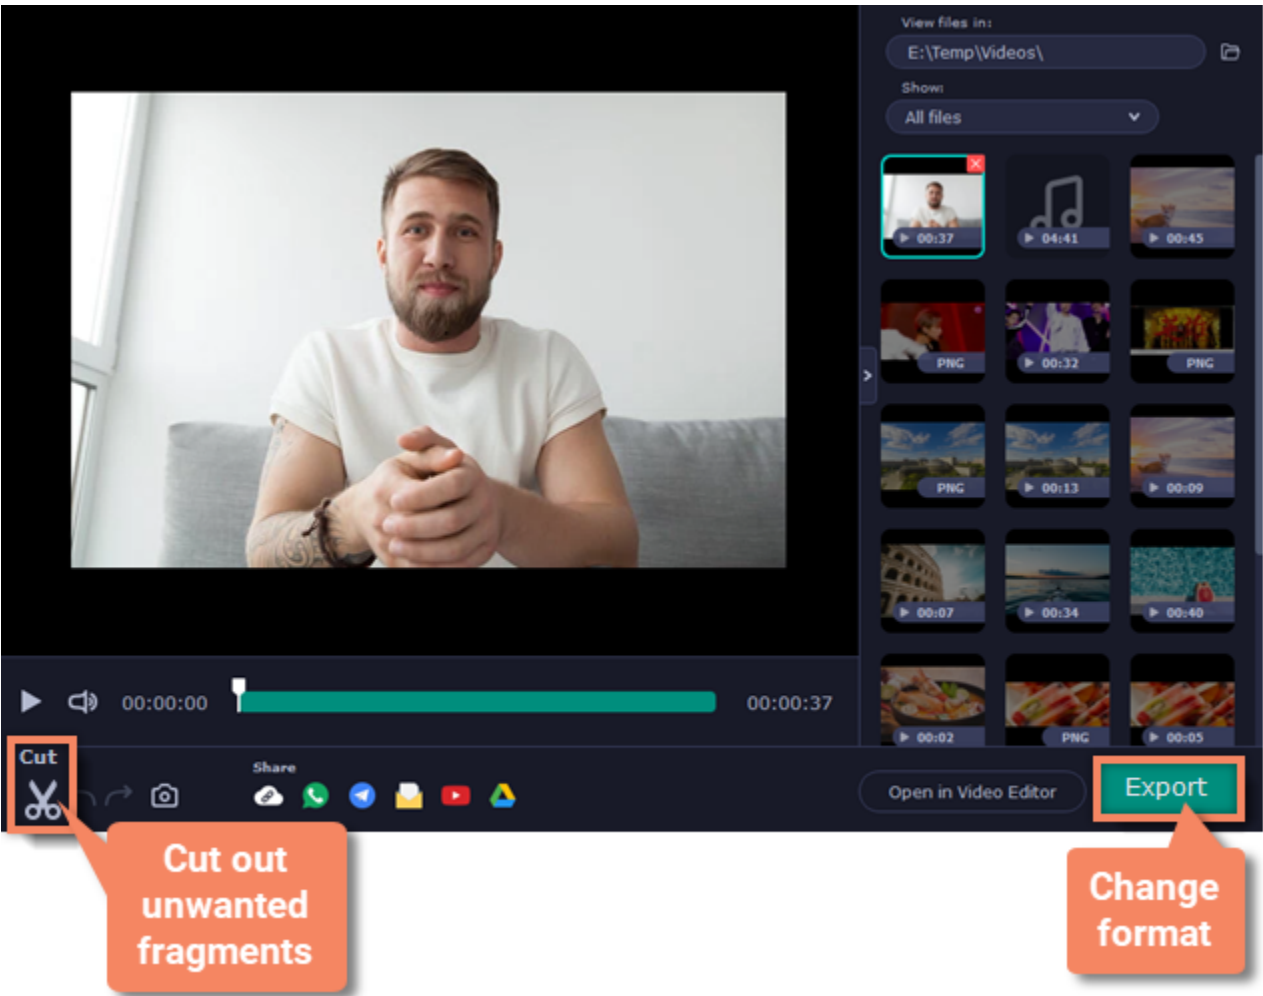 View files in:
E:\Temp\Videos\
Show:
All files
00:37
04:41
00:45
PNG
00:32
PNG
PNG
00:13
00:09
00:07
00:34
00:40
00:02
PNG
00:05
00:00:00
00:00:37
Cut
Share
Open in Video Editor
Export
Cut out
unwanted
fragments
Change
format